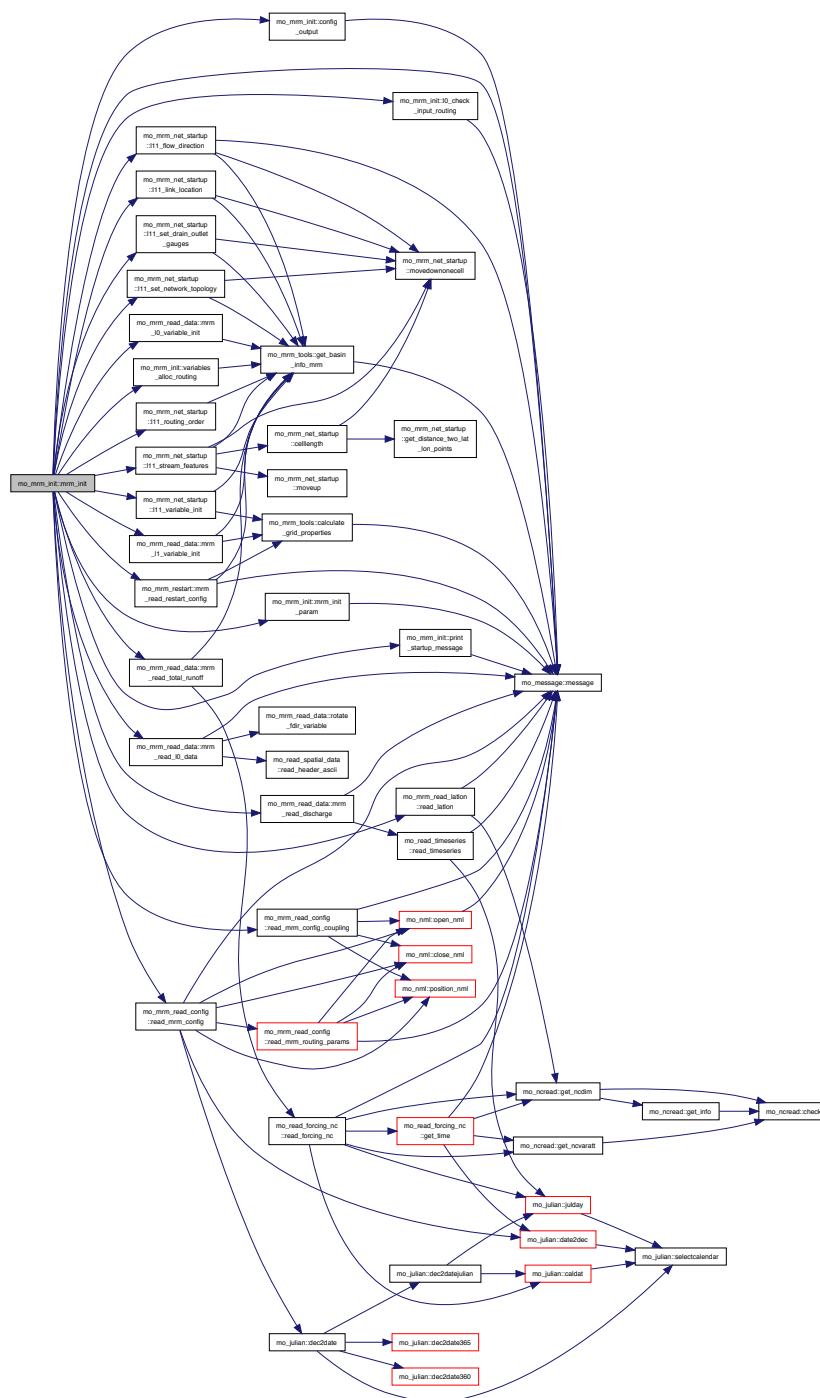 mo_mrm_init::config
_output
mo_mrm_init::l0_check
_input_routing
mo_mrm_net_startup
::l11_flow_direction
mo_mrm_net_startup
::l11_link_location
mo_mrm_net_startup
::l11_set_drain_outlet
_gauges
mo_mrm_net_startup
::movedownonecell
mo_mrm_net_startup
::l11_set_network_topology
mo_mrm_read_data::mrm
_l0_variable_init
mo_mrm_tools::get_basin
_info_mrm
mo_mrm_init::variables
_alloc_routing
mo_mrm_net_startup
::l11_routing_order
mo_mrm_net_startup
::celllength
mo_mrm_net_startup
::get_distance_two_lat
_lon_points
mo_mrm_net_startup
::l11_stream_features
mo_mrm_net_startup
::moveup
mo_mrm_init::mrm_init
mo_mrm_net_startup
::l11_variable_init
mo_mrm_tools::calculate
_grid_properties
mo_mrm_read_data::mrm
_l1_variable_init
mo_mrm_restart::mrm
_read_restart_config
mo_mrm_init::mrm_init
_param
mo_mrm_init::print
_startup_message
mo_mrm_read_data::mrm
_read_total_runoff
mo_message::message
mo_mrm_read_data::rotate
_fdir_variable
mo_mrm_read_data::mrm
_read_l0_data
mo_read_spatial_data
::read_header_ascii
mo_mrm_read_data::mrm
_read_discharge
mo_mrm_read_latlon
::read_latlon
mo_read_timeseries
::read_timeseries
mo_mrm_read_config
::read_mrm_config_coupling
mo_nml::open_nml
mo_nml::close_nml
mo_nml::position_nml
mo_mrm_read_config
::read_mrm_config
mo_mrm_read_config
::read_mrm_routing_params
mo_ncread::get_ncdim
mo_ncread::get_info
mo_ncread::check
mo_read_forcing_nc
::read_forcing_nc
mo_read_forcing_nc
::get_time
mo_ncread::get_ncvaratt
mo_julian::julday
mo_julian::date2dec
mo_julian::selectcalendar
mo_julian::dec2datejulian
mo_julian::caldat
mo_julian::dec2date
mo_julian::dec2date365
mo_julian::dec2date360